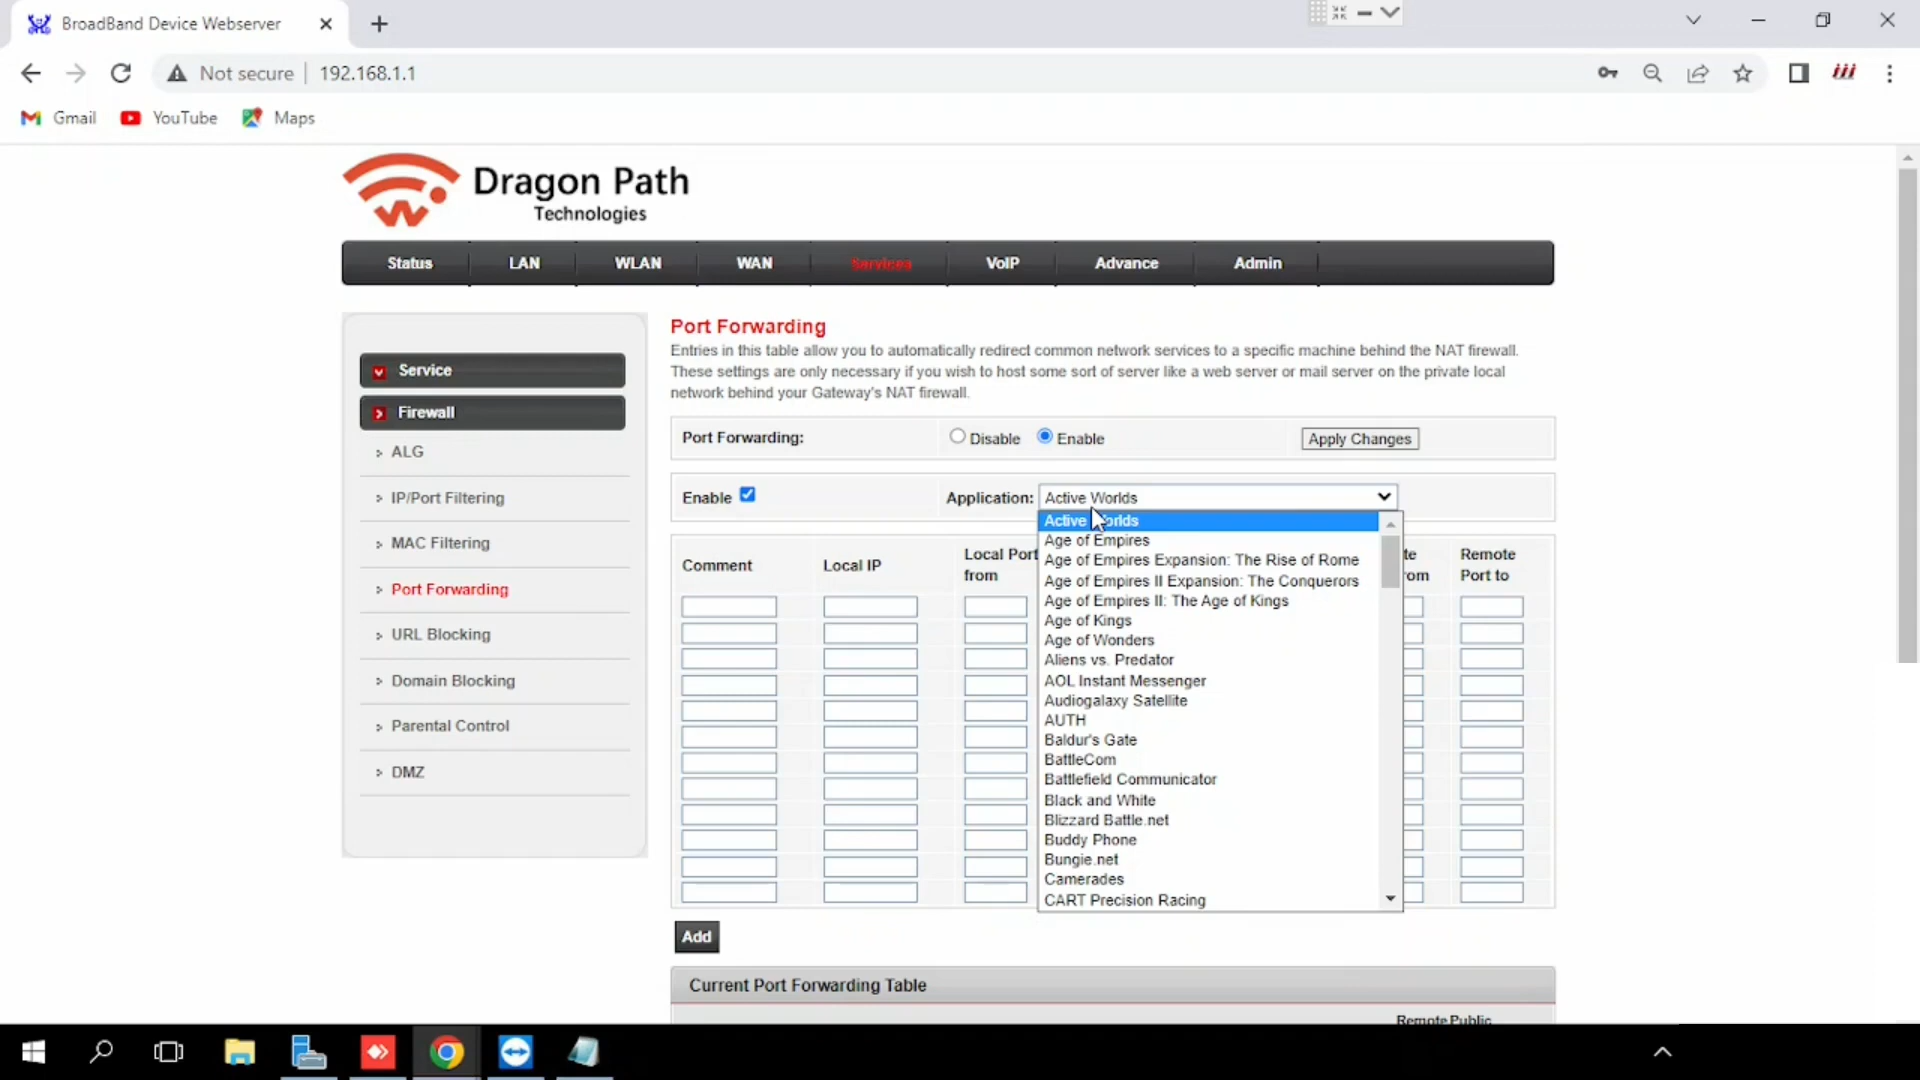 BroadBand Device Webserver
Not secure
192.168.1.1
Gmail
YouTube
Maps
Dragon Path
Technologies
Status
LAN
WLAN
WAN
Services
VoIP
Advance
Admin
Service
Firewall
ALG
IP/Port Filtering
MAC Filtering
Port Forwarding
URL Blocking
Domain Blocking
Parental Control
DMZ
Port Forwarding
Entries in this table allow you to automatically redirect common network services to a specific machine behind the NAT firewall.
These settings are only necessary if you wish to host some sort of server like a web server or mail server on the private local
network behind your Gateway's NAT firewall.
Port Forwarding:
Disable
Enable
Apply Changes
Enable
Application:
Active Worlds
Active Worlds
Age of Empires
Age of Empires Expansion: The Rise of Rome
Age of Empires II Expansion: The Conquerors
Age of Empires II: The Age of Kings
Age of Kings
Age of Wonders
Aliens vs. Predator
AOL Instant Messenger
Audiogalaxy Satellite
AUTH
Baldur's Gate
BattleCom
Battlefield Communicator
Black and White
Blizzard Battle.net
Buddy Phone
Bungie.net
Camerades
CART Precision Racing
Comment
Local IP
Local Port
from
Remote
Port to
Add
Current Port Forwarding Table
Remote Public